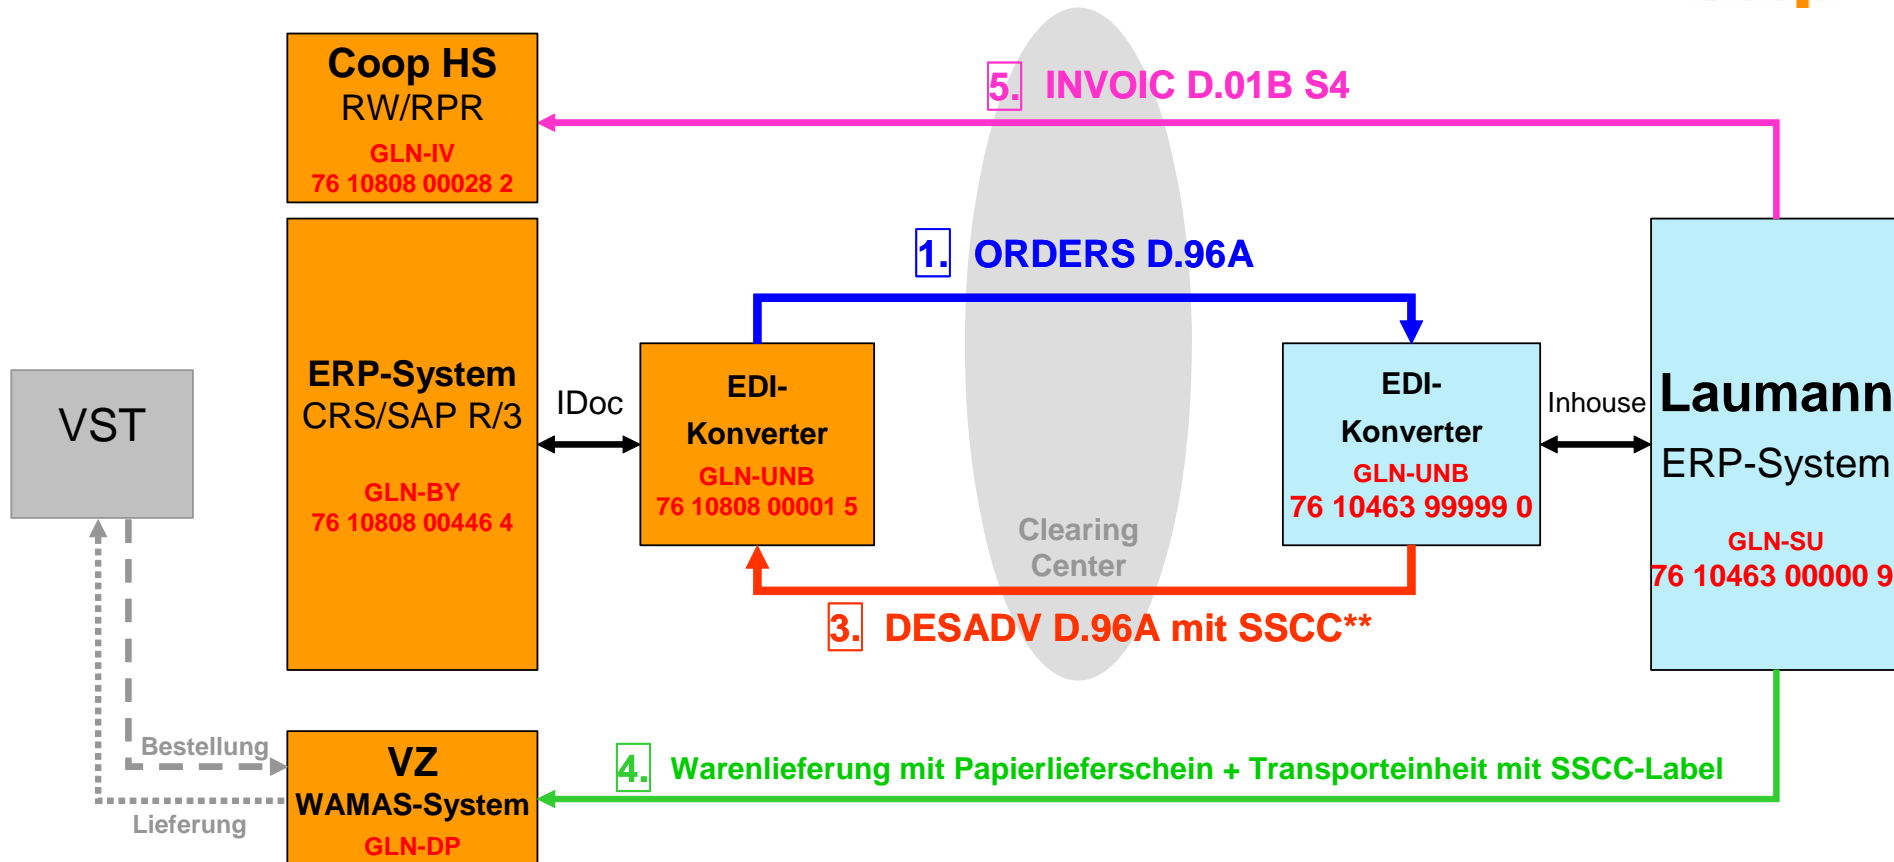 Coop HS
RW/RPR
GLN-IV
76 10808 00028 2
5. INVOIC D.01B S4
1. ORDERS D.96A
VST
ERP-System
CRS/SAP R/3
GLN-BY
76 10808 00446 4
IDoc
EDI-
Konverter
GLN-UNB
76 10808 00001 5
Clearing
Center
EDI-
Konverter
GLN-UNB
76 10463 99999 0
Inhouse
Laumann
ERP-System
GLN-SU
76 10463 00000 9
3. DESADV D.96A mit SSCC**
Bestellung
Lieferung
VZ
WAMAS-System
GLN-DP
4. Warenlieferung mit Papierlieferschein + Transporteinheit mit SSCC-Label